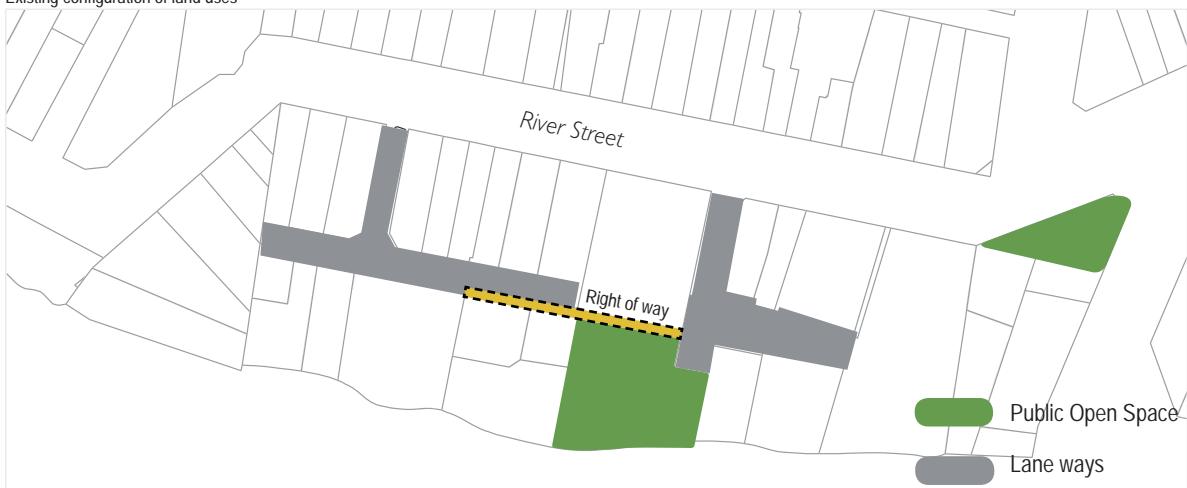 Existing configuration of land uses
River Street
Right of way
Public Open Space
Lane ways